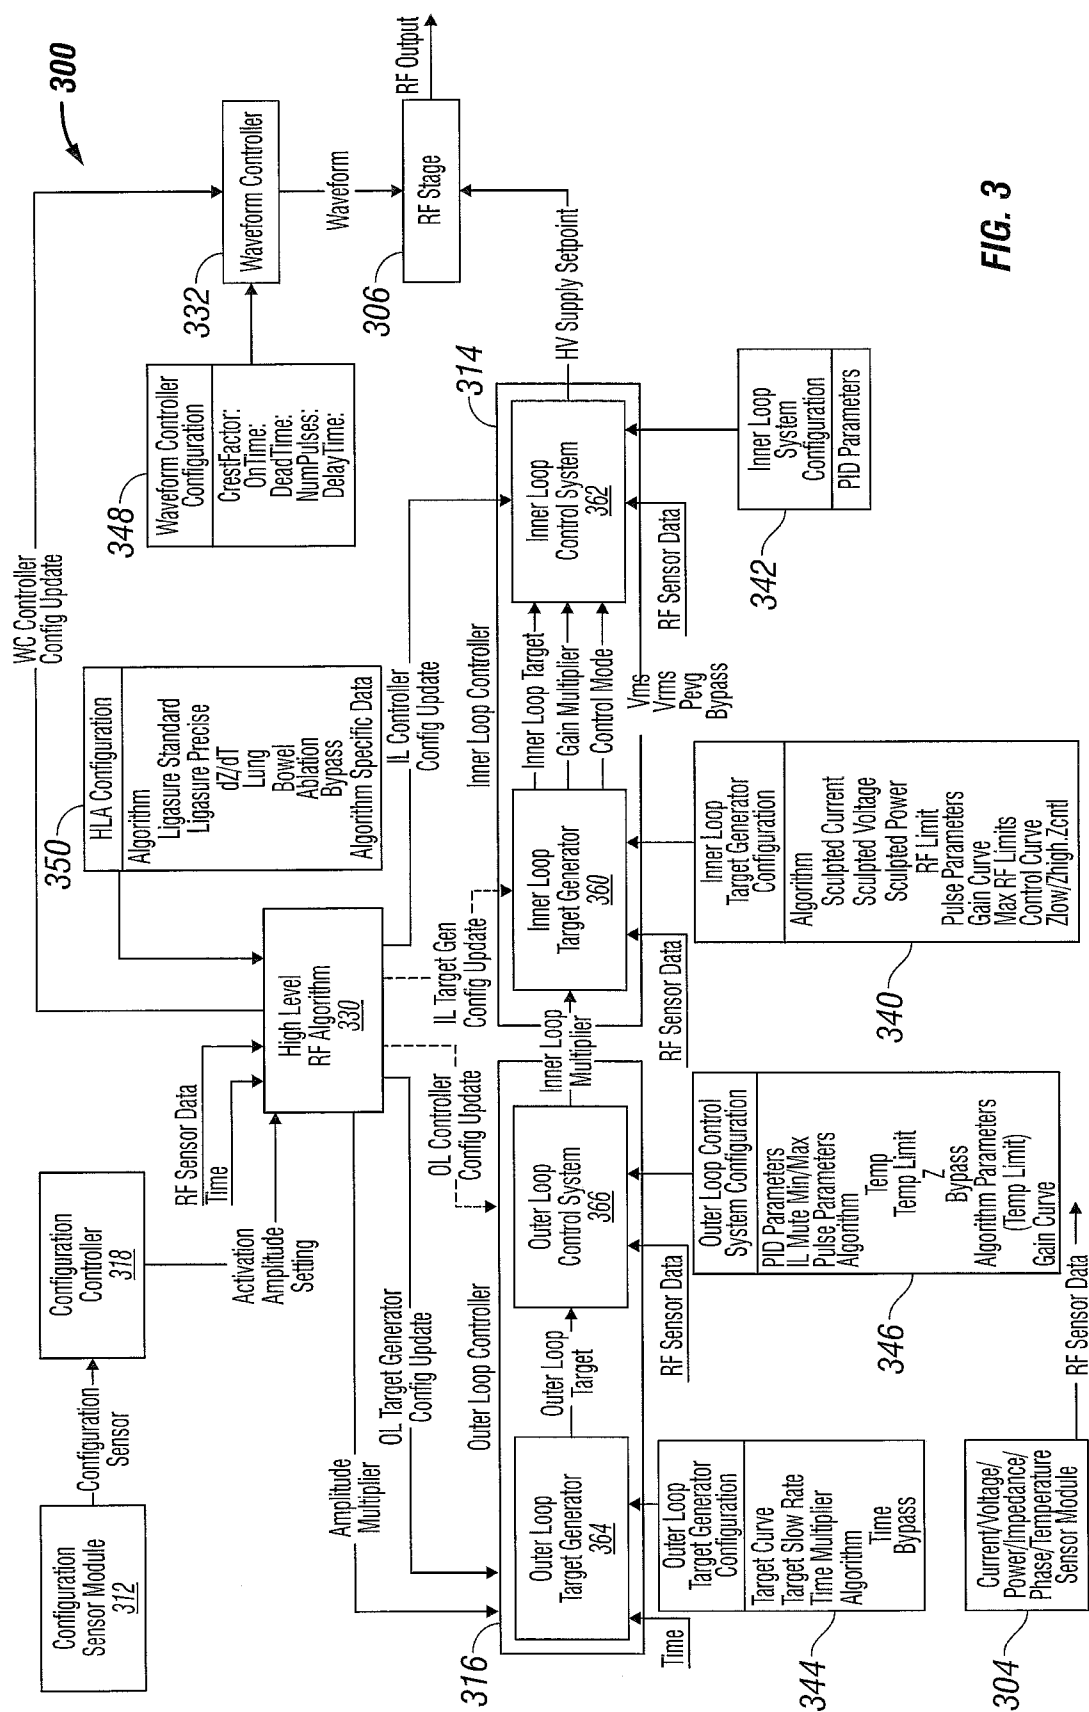 300
Configuration
Sensor Module
312
Configuration
Sensor
Configuration
Controller
318
Activation
Amplitude
Setting
RF Sensor Data
Time
High Level
RF Algorithm
330
350
HLA Configuration
Algorithm
Ligasure Standard
Ligasure Precise
dZ/dT
Lung
Bowel
Ablation
Bypass
Algorithm Specific Data
WC Controller
Config Update
348
Waveform Controller
Configuration
CrestFactor:
OnTime:
DeadTime:
NumPulses:
DelayTime:
332
Waveform Controller
Waveform
306
RF Stage
RF Output
HV Supply Setpoint
Amplitude
Multiplier
OL Target Generator
Config Update
OL Controller
Config Update
IL Target Gen
Config Update
IL Controller
Config Update
316
Outer Loop Controller
Outer Loop
Target Generator
364
Outer Loop
Target
Outer Loop
Control System
366
Inner Loop
Multiplier
314
Inner Loop Controller
Inner Loop
Target Generator
360
Inner Loop Target
Gain Multiplier
Control Mode
Inner Loop
Control System
362
Vms
Vrms
Pevg
Bypass
Time
RF Sensor Data
RF Sensor Data
RF Sensor Data
344
Outer Loop
Target Generator
Configuration
Target Curve
Target Slow Rate
Time Multiplier
Algorithm
Time
Bypass
346
Outer Loop Control
System Configuration
PID Parameters
IL Mute Min/Max
Pulse Parameters
Algorithm
Temp
Temp Limit
Z
Bypass
Algorithm Parameters
(Temp Limit)
Gain Curve
340
Inner Loop
Target Generator
Configuration
Algorithm
Sculpted Current
Sculpted Voltage
Sculpted Power
RF Limit
Pulse Parameters
Gain Curve
Max RF Limits
Control Curve
Zlow/Zhigh.Zcntl
342
Inner Loop
System
Configuration
PID Parameters
304
Current/Voltage/
Power/Impedance/
Phase/Temperature
Sensor Module
RF Sensor Data
FIG. 3